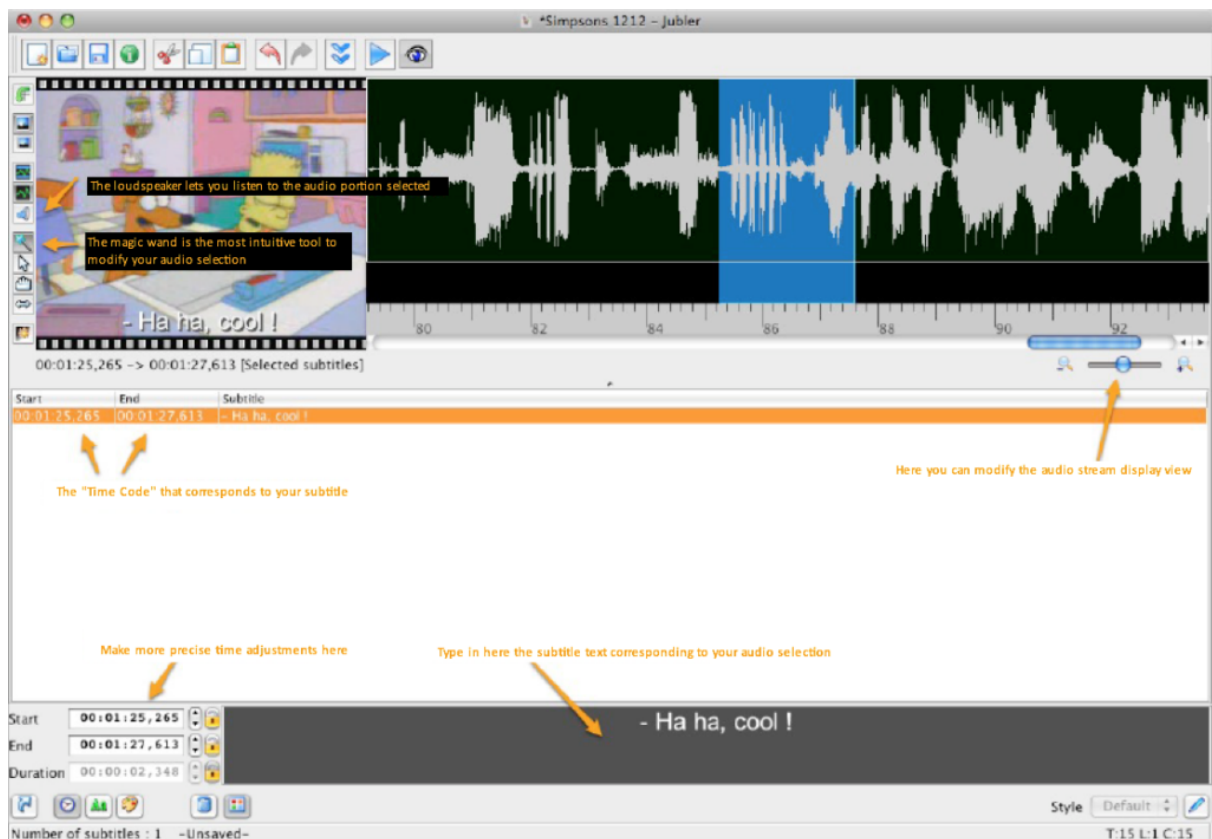 *Simpsons 1212 – Jubler
The loudspeaker lets you listen to the audio portion selected
The magic wand is the most intuitive tool to
modify your audio selection
- Ha ha, cool !
80 82 84 86 88 90 92
00:01:25,265 -> 00:01:27,613 [Selected subtitles]
Start End Subtitle
00:01:25,265 00:01:27,613 - Ha ha, cool !
The "Time Code" that corresponds to your subtitle
Here you can modify the audio stream display view
Make more precise time adjustments here
Type in here the subtitle text corresponding to your audio selection
Start 00:01:25,265
- Ha ha, cool !
End 00:01:27,613
Duration 00:00:02,348
Style Default
Number of subtitles : 1 -Unsaved-
T:15 L:1 C:15